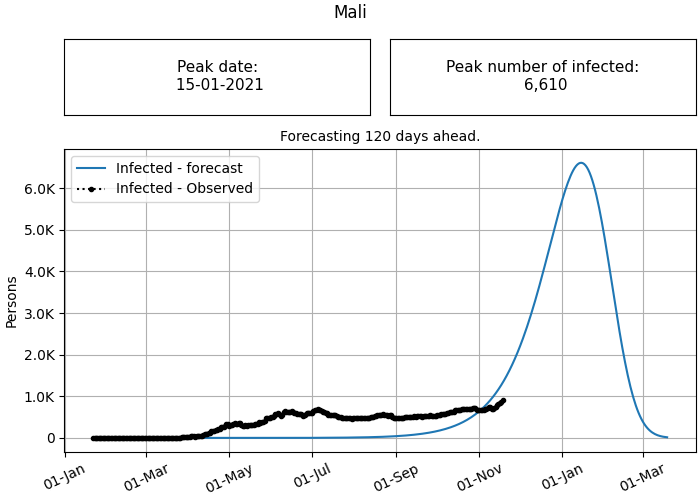 Mali
Peak date:
15-01-2021
Peak number of infected:
6,610
Forecasting 120 days ahead.
Infected - forecast
Infected - Observed
Persons
6.0K
5.0K
4.0K
3.0K
2.0K
1.0K
0
01-Jan
01-Mar
01-May
01-Jul
01-Sep
01-Nov
01-Jan
01-Mar